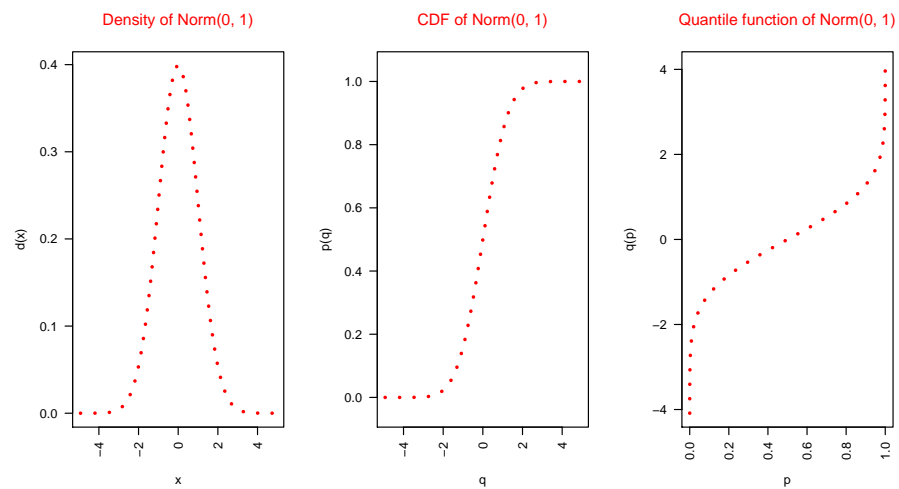 Density of Norm(0, 1)
d(x)
0.4
0.3
0.2
0.1
0.0
−4 −2 0 2 4
x
CDF of Norm(0, 1)
p(q)
1.0
0.8
0.6
0.4
0.2
0.0
−4 −2 0 2 4
q
Quantile function of Norm(0, 1)
q(p)
4
2
0
−2
−4
0.0 0.2 0.4 0.6 0.8 1.0
p